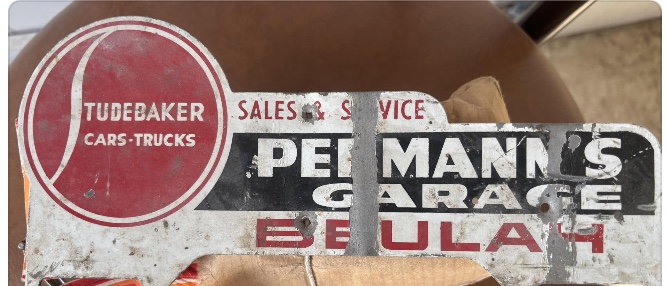 STUDEBAKER
CARS-TRUCKS
SALES & SERVICE
GARAGE
BEULAH